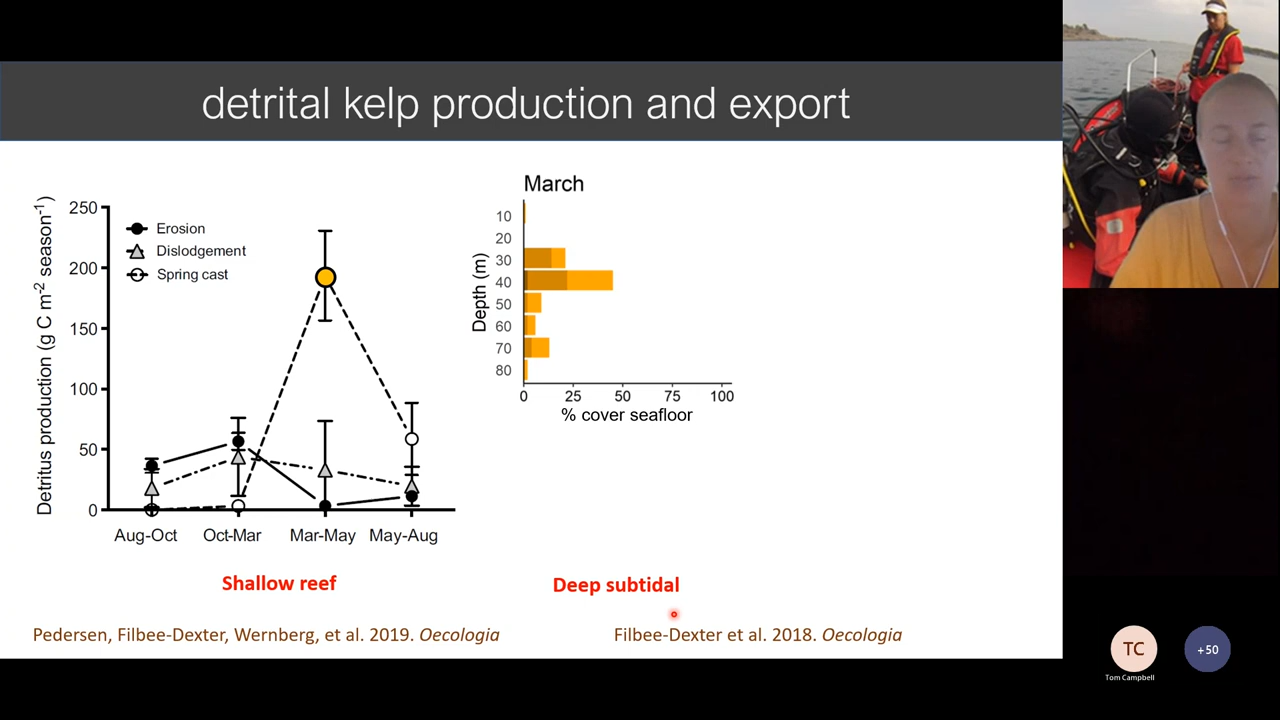 detrital kelp production and export
Detritus production (g C m⁻² season⁻¹)
250
200
150
100
50
0
Erosion
Dislodgement
Spring cast
Aug-Oct
Oct-Mar
Mar-May
May-Aug
March
Depth (m)
10
20
30
40
50
60
70
80
0
25
50
75
100
% cover seafloor
Shallow reef
Deep subtidal
Pedersen, Filbee-Dexter, Wernberg, et al. 2019. Oecologia
Filbee-Dexter et al. 2018. Oecologia
TC
+50
Tom Campbell